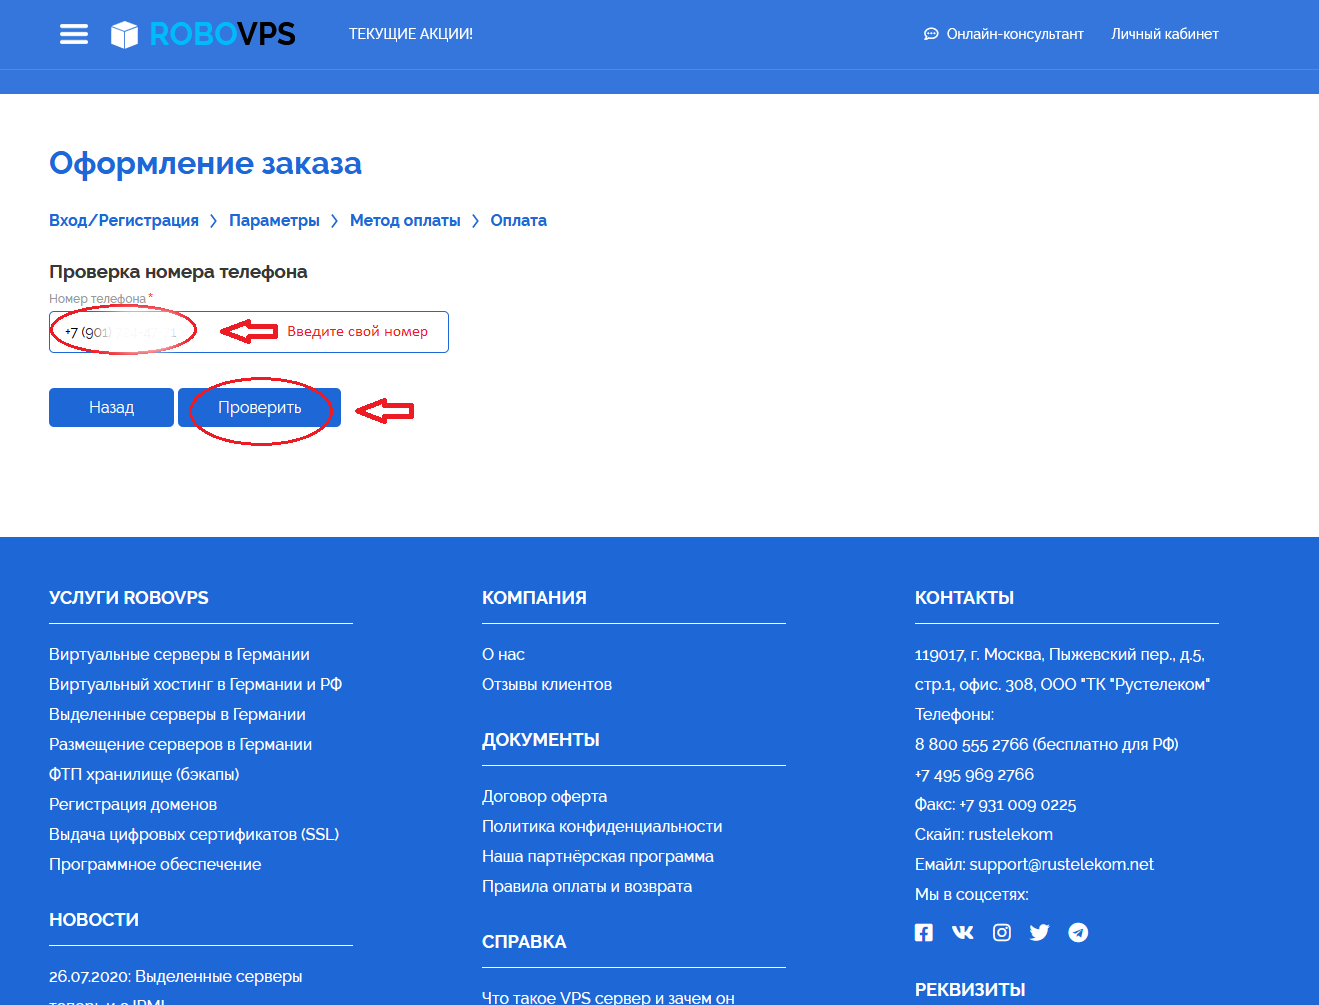 ROBOVPS
ТЕКУЩИЕ АКЦИИ!
Онлайн-консультант
Личный кабинет
Оформление заказа
Вход/Регистрация
Параметры
Метод оплаты
Оплата
Проверка номера телефона
Номер телефона*
+7 (901)
Введите свой номер
Назад
Проверить
УСЛУГИ ROBOVPS
Виртуальные серверы в Германии
Виртуальный хостинг в Германии и РФ
Выделенные серверы в Германии
Размещение серверов в Германии
ФТП хранилище (бэкапы)
Регистрация доменов
Выдача цифровых сертификатов (SSL)
Программное обеспечение
НОВОСТИ
26.07.2020: Выделенные серверы
КОМПАНИЯ
О нас
Отзывы клиентов
ДОКУМЕНТЫ
Договор оферта
Политика конфиденциальности
Наша партнёрская программа
Правила оплаты и возврата
СПРАВКА
Что такое VPS сервер и зачем он
КОНТАКТЫ
119017, г. Москва, Пыжевский пер., д.5,
стр.1, офис. 308, ООО "ТК "Рустелеком"
Телефоны:
8 800 555 2766 (бесплатно для РФ)
+7 495 969 2766
Факс: +7 931 009 0225
Скайп: rustelekom
Емайл: support@rustelekom.net
Мы в соцсетях:
РЕКВИЗИТЫ